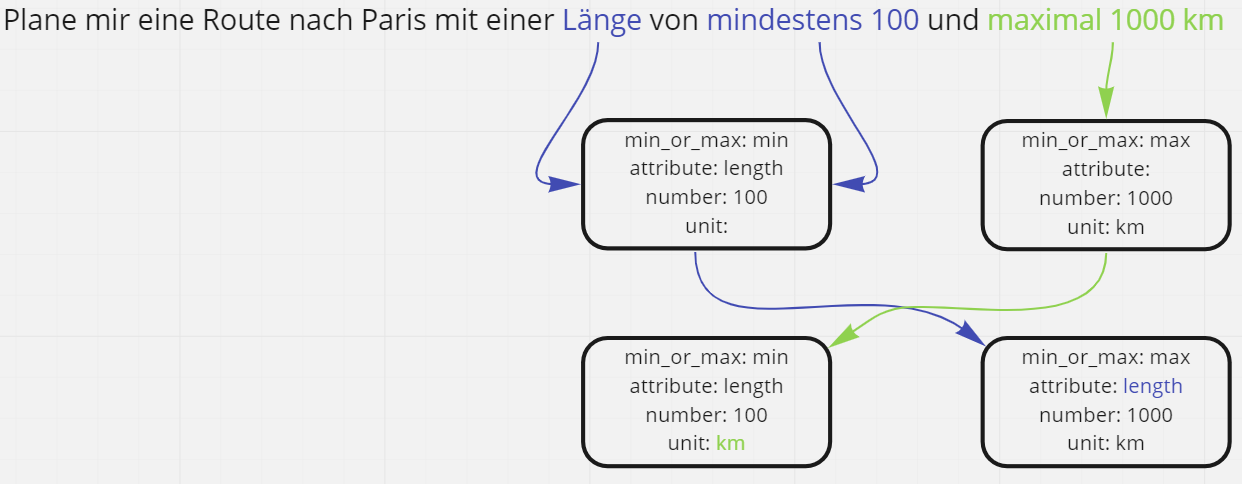 Plane mir eine Route nach Paris mit einer Länge von mindestens 100 und maximal 1000 km
min_or_max: min
attribute: length
number: 100
unit:
min_or_max: max
attribute:
number: 1000
unit: km
min_or_max: min
attribute: length
number: 100
unit: km
min_or_max: max
attribute: length
number: 1000
unit: km